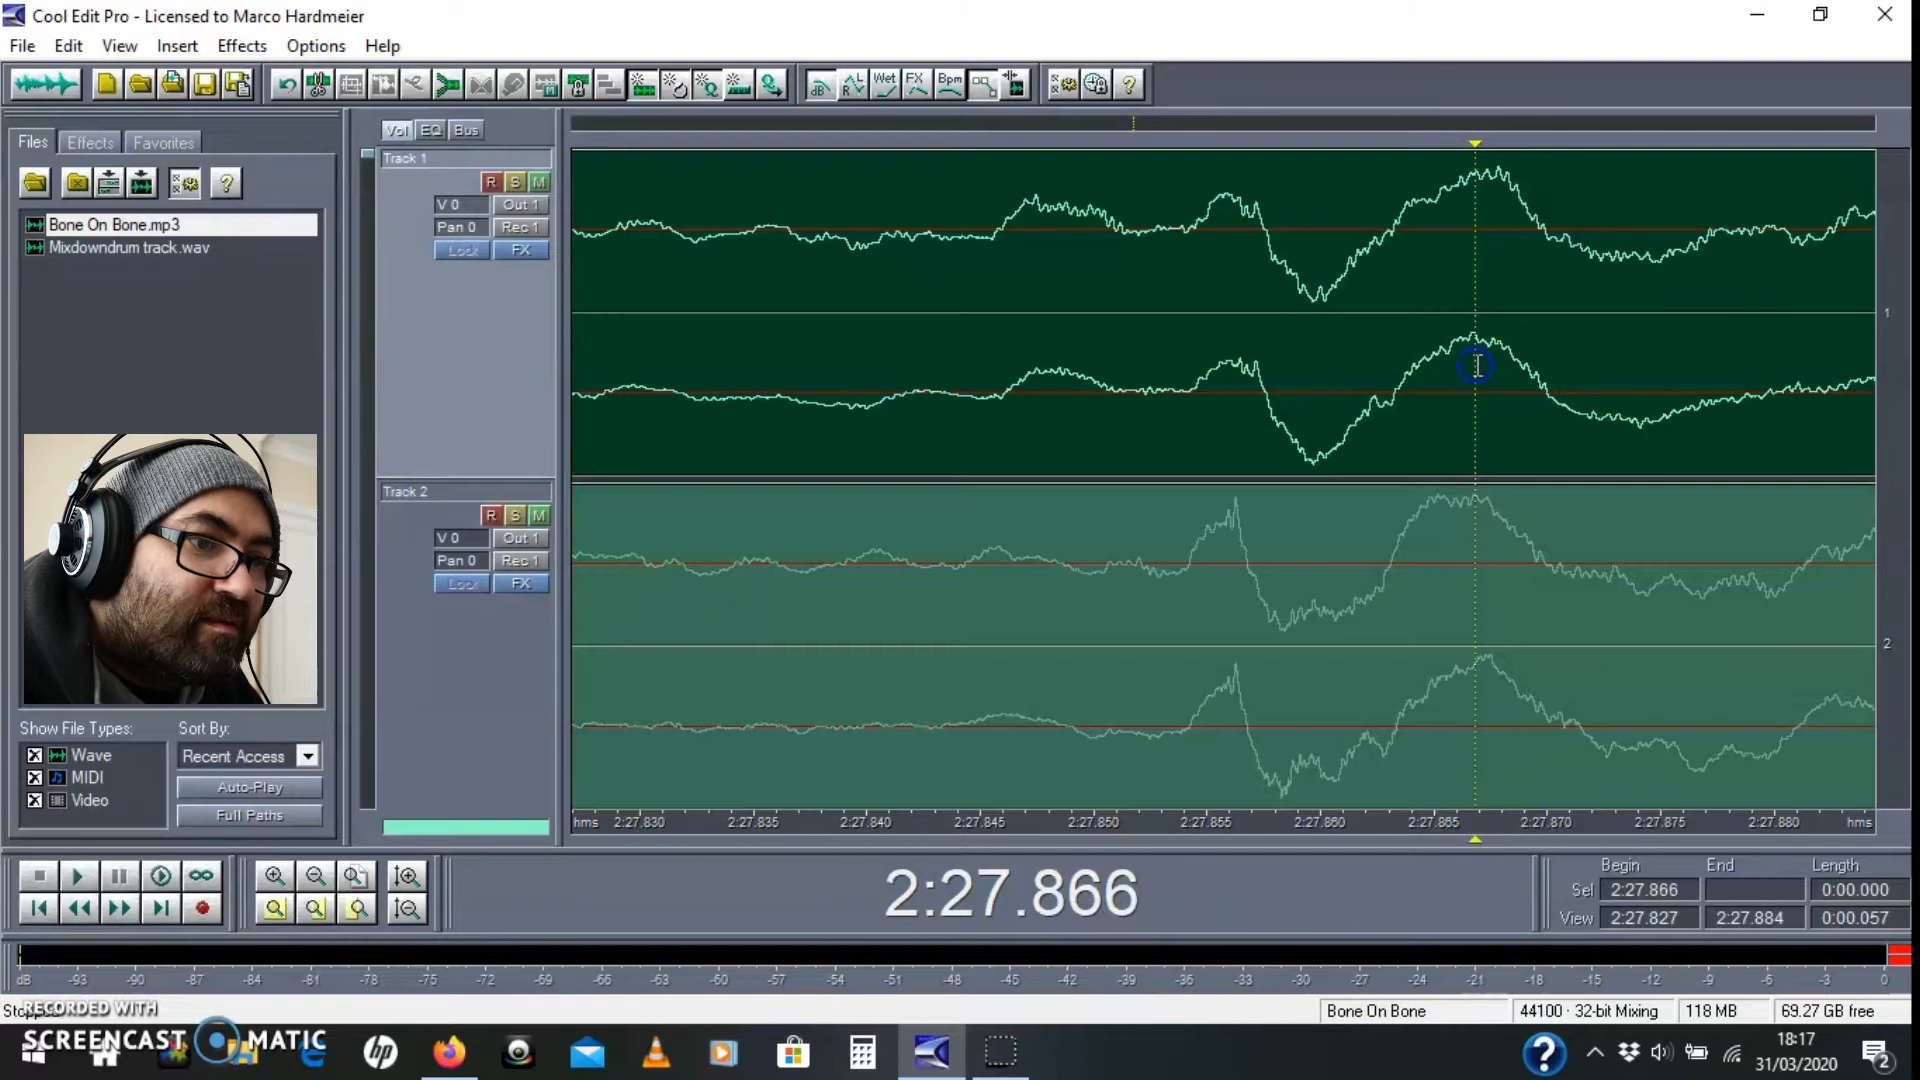 Cool Edit Pro - Licensed to Marco Hardmeier
File Edit View Insert Effects Options Help
Wet FX Bpm
dB L R
Files Effects Favorites
Vol EQ Bus
Track 1
R S M
V 0 Out 1
Pan 0 Rec 1
Lock FX
Bone On Bone.mp3
Mixdowndrum track.wav
1
Track 2
R S M
V 0 Out 1
Pan 0 Rec 1
Lock FX
2
Show File Types: Sort By:
Wave Recent Access
MIDI Auto-Play
Video Full Paths
hms 2:27.830 2:27.835 2:27.840 2:27.845 2:27.850 2:27.855 2:27.860 2:27.865 2:27.870 2:27.875 2:27.880 hms
2:27.866
Begin End Length
Sel 2:27.866 0:00.000
View 2:27.827 2:27.884 0:00.057
dB -93 -90 -87 -84 -81 -78 -75 -72 -69 -66 -63 -60 -57 -54 -51 -48 -45 -42 -39 -36 -33 -30 -27 -24 -21 -18 -15 -12 -9 -6 -3 0
RECORDED WITH
SCREENCAST MATIC
Bone On Bone 44100 · 32-bit Mixing 118 MB 69.27 GB free
hp
18:17
31/03/2020
2